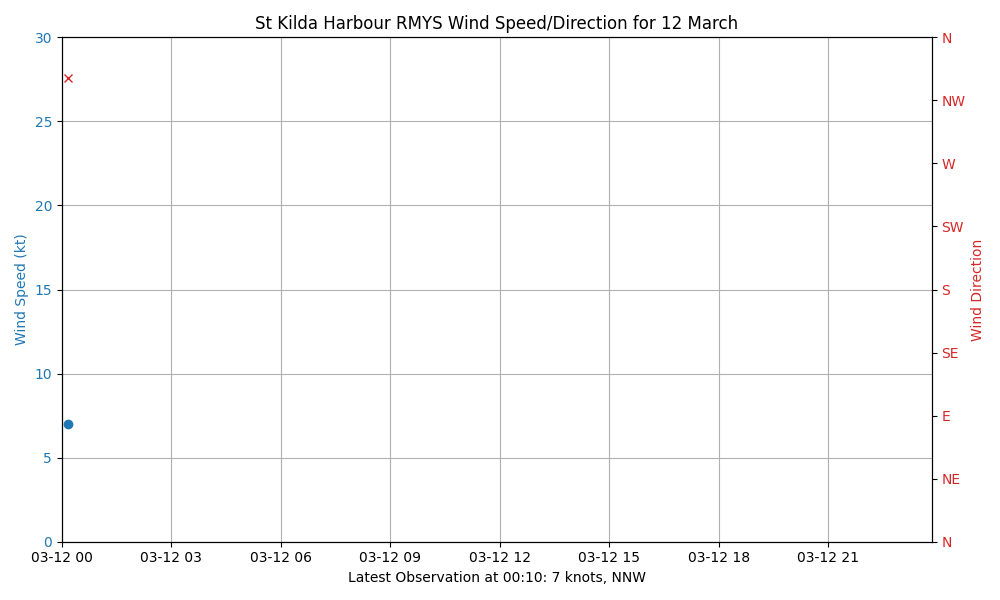 St Kilda Harbour RMYS Wind Speed/Direction for 12 March
Wind Speed (kt)
30
25
20
15
10
5
0
03-12 00
03-12 03
03-12 06
03-12 09
03-12 12
03-12 15
03-12 18
03-12 21
Latest Observation at 00:10: 7 knots, NNW
N
NW
W
SW
S
SE
E
NE
N
Wind Direction